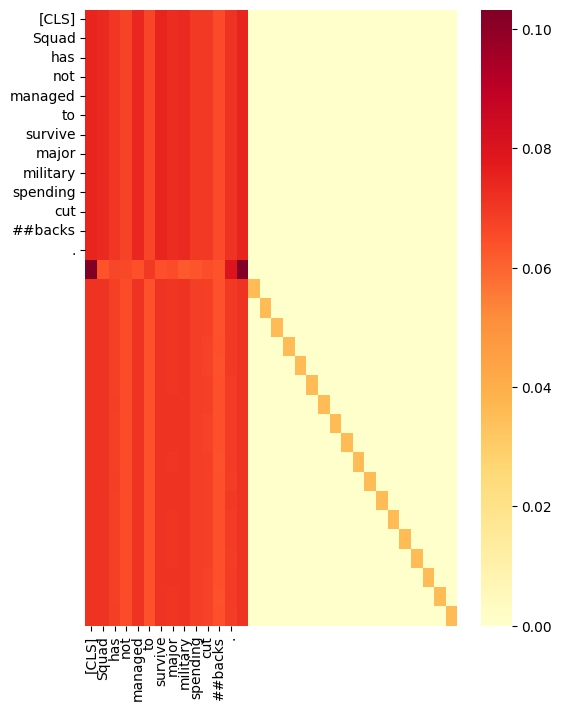 [CLS]
Squad
has
not
managed
to
survive
major
military
spending
cut
##backs
.
0.10
0.08
0.06
0.04
0.02
0.00
[CLS]
Squad
has
not
managed
to
survive
major
military
spending
cut
##backs
.